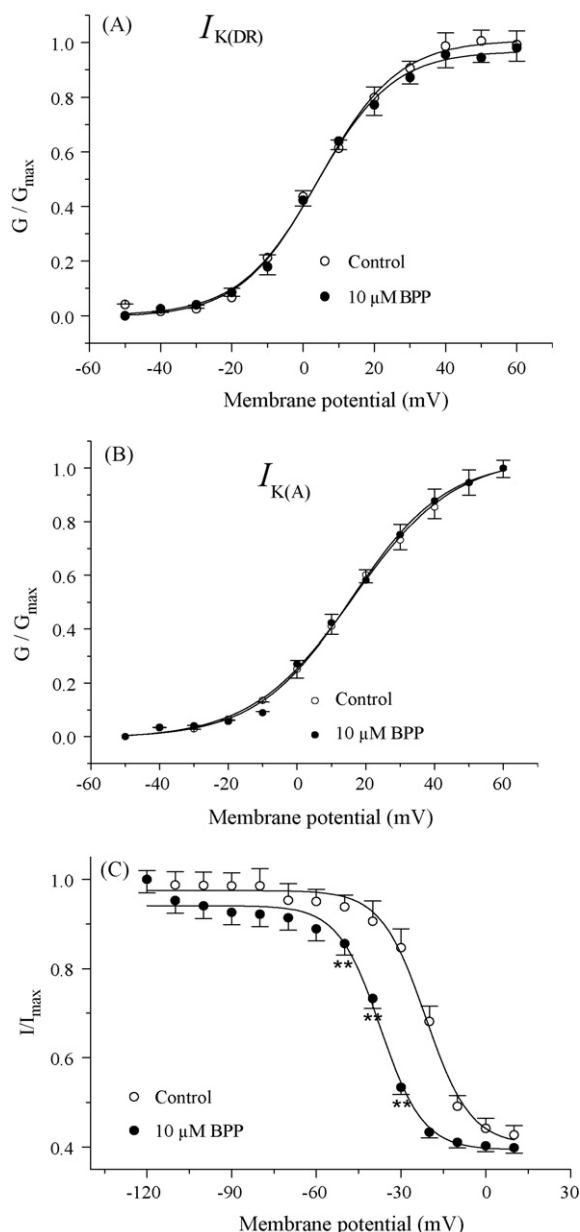 (A)
I K(DR)
1.0
0.8
0.6
0.4
0.2
0.0
G / Gmax
Control
10 μM BPP
-60 -40 -20 0 20 40 60
Membrane potential (mV)
(B)
I K(A)
1.0
0.8
0.6
0.4
0.2
0.0
G / Gmax
Control
10 μM BPP
-60 -40 -20 0 20 40 60
Membrane potential (mV)
(C)
1.0
0.8
0.6
0.4
I/Imax
**
**
**
Control
10 μM BPP
-120 -90 -60 -30 0 30
Membrane potential (mV)